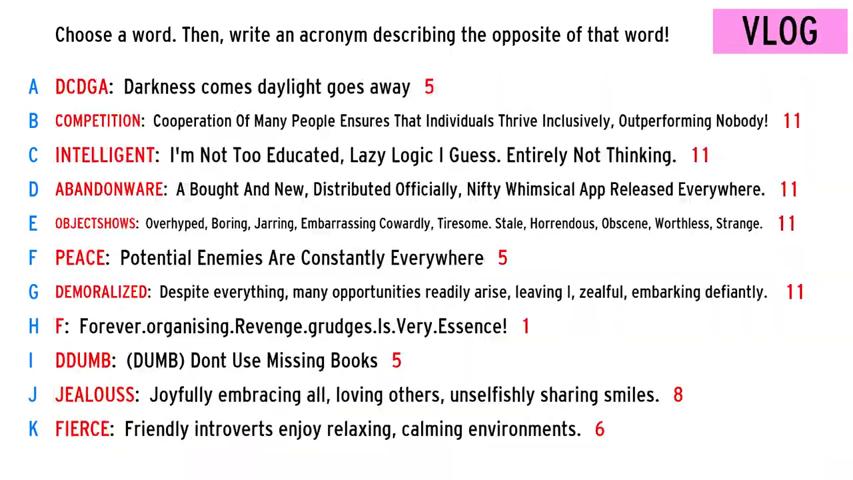 Choose a word. Then, write an acronym describing the opposite of that word!
VLOG
A DCDGA: Darkness comes daylight goes away 5
B COMPETITION: Cooperation Of Many People Ensures That Individuals Thrive Inclusively, Outperforming Nobody! 11
C INTELLIGENT: I'm Not Too Educated, Lazy Logic I Guess. Entirely Not Thinking. 11
D ABANDONWARE: A Bought And New, Distributed Officially, Nifty Whimsical App Released Everywhere. 11
E OBJECTSHOWS: Overhyped, Boring, Jarring, Embarrassing Cowardly, Tiresome. Stale, Horrendous, Obscene, Worthless, Strange. 11
F PEACE: Potential Enemies Are Constantly Everywhere 5
G DEMORALIZED: Despite everything, many opportunities readily arise, leaving I, zealful, embarking defiantly. 11
H F: Forever.organising.Revenge.grudges.Is.Very.Essence! 1
I DDUMB: (DUMB) Dont Use Missing Books 5
J JEALOUSS: Joyfully embracing all, loving others, unselfishly sharing smiles. 8
K FIERCE: Friendly introverts enjoy relaxing, calming environments. 6